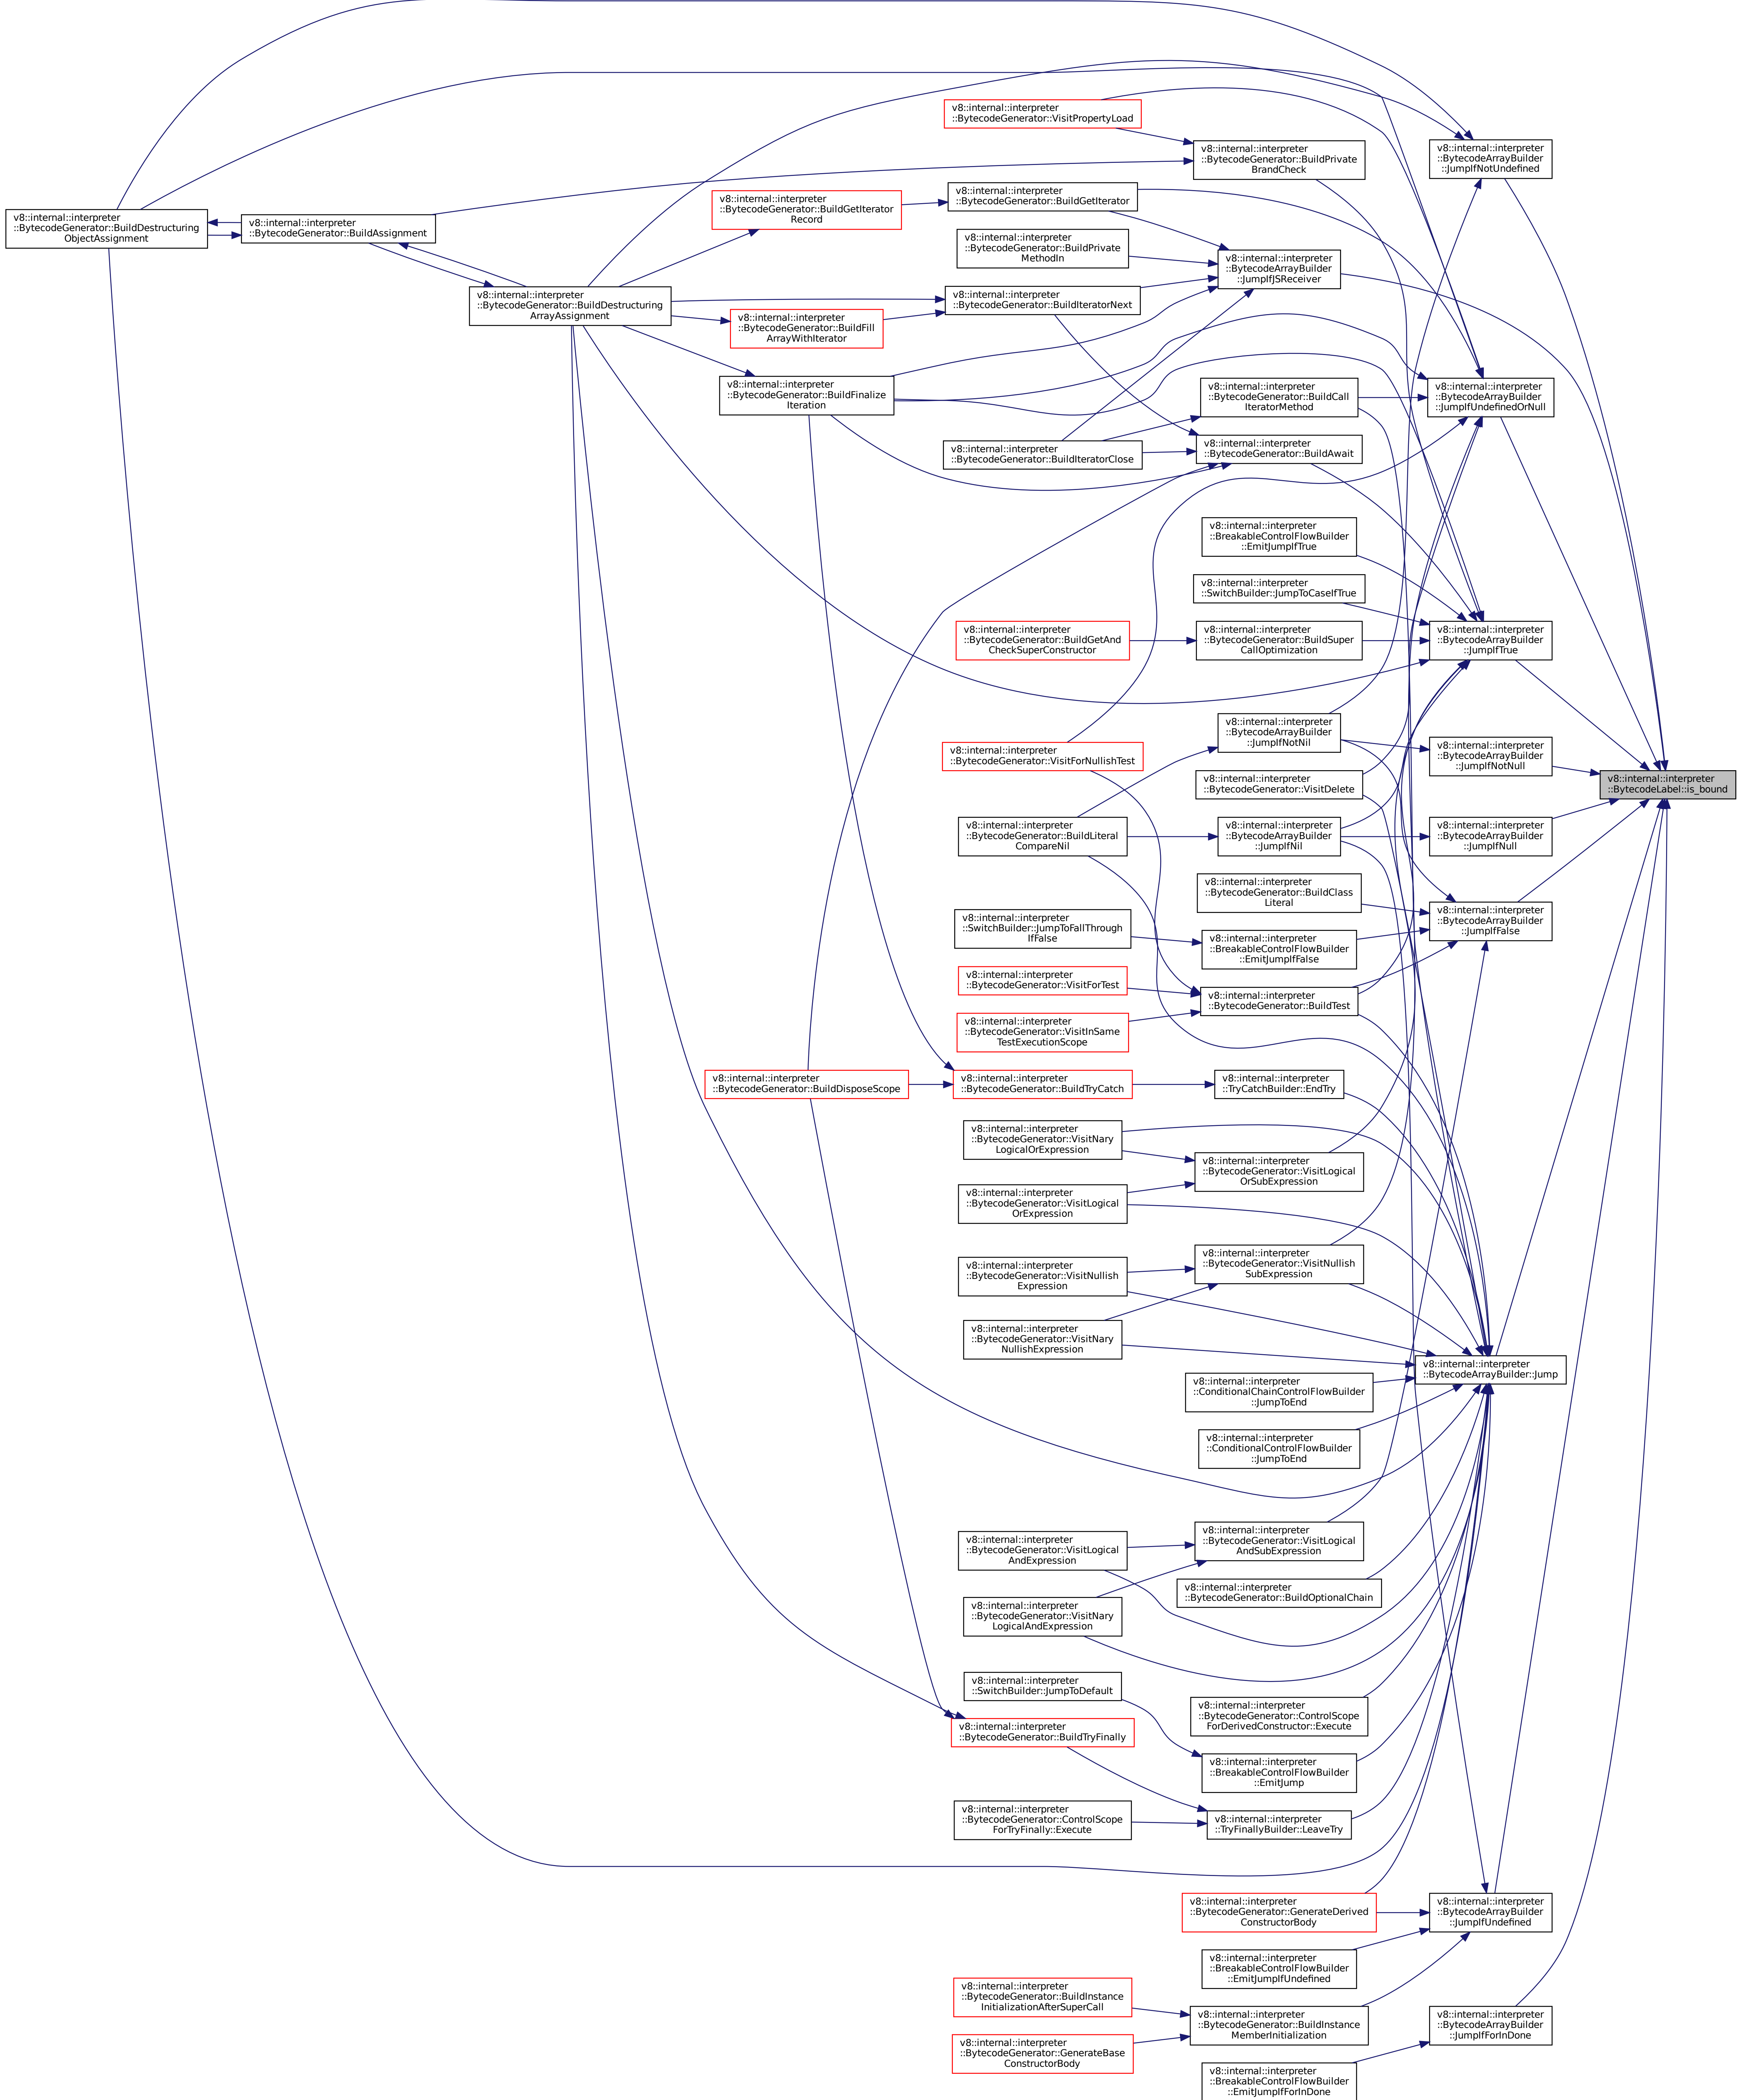 v8::internal::interpreter
::BytecodeGenerator::BuildDestructuring
ObjectAssignment
v8::internal::interpreter
::BytecodeGenerator::BuildAssignment
v8::internal::interpreter
::BytecodeGenerator::BuildDestructuring
ArrayAssignment
v8::internal::interpreter
::BytecodeGenerator::BuildGetIterator
Record
v8::internal::interpreter
::BytecodeGenerator::BuildFill
ArrayWithIterator
v8::internal::interpreter
::BytecodeGenerator::BuildFinalize
Iteration
v8::internal::interpreter
::BytecodeGenerator::BuildDisposeScope
v8::internal::interpreter
::BytecodeGenerator::VisitPropertyLoad
v8::internal::interpreter
::BytecodeGenerator::BuildGetIterator
v8::internal::interpreter
::BytecodeGenerator::BuildPrivate
MethodIn
v8::internal::interpreter
::BytecodeGenerator::BuildIteratorNext
v8::internal::interpreter
::BytecodeGenerator::BuildIteratorClose
v8::internal::interpreter
::BytecodeGenerator::BuildGetAnd
CheckSuperConstructor
v8::internal::interpreter
::BytecodeGenerator::VisitForNullishTest
v8::internal::interpreter
::BytecodeGenerator::BuildLiteral
CompareNil
v8::internal::interpreter
::SwitchBuilder::JumpToFallThrough
IfFalse
v8::internal::interpreter
::BytecodeGenerator::VisitForTest
v8::internal::interpreter
::BytecodeGenerator::VisitInSame
TestExecutionScope
v8::internal::interpreter
::BytecodeGenerator::BuildTryCatch
v8::internal::interpreter
::BytecodeGenerator::VisitNary
LogicalOrExpression
v8::internal::interpreter
::BytecodeGenerator::VisitLogical
OrExpression
v8::internal::interpreter
::BytecodeGenerator::VisitNullish
Expression
v8::internal::interpreter
::BytecodeGenerator::VisitNary
NullishExpression
v8::internal::interpreter
::BytecodeGenerator::VisitLogical
AndExpression
v8::internal::interpreter
::BytecodeGenerator::VisitNary
LogicalAndExpression
v8::internal::interpreter
::SwitchBuilder::JumpToDefault
v8::internal::interpreter
::BytecodeGenerator::BuildTryFinally
v8::internal::interpreter
::BytecodeGenerator::ControlScope
ForTryFinally::Execute
v8::internal::interpreter
::BytecodeGenerator::BuildInstance
InitializationAfterSuperCall
v8::internal::interpreter
::BytecodeGenerator::GenerateBase
ConstructorBody
v8::internal::interpreter
::BytecodeGenerator::BuildPrivate
BrandCheck
v8::internal::interpreter
::BytecodeArrayBuilder
::JumpIfJSReceiver
v8::internal::interpreter
::BytecodeGenerator::BuildCall
IteratorMethod
v8::internal::interpreter
::BytecodeGenerator::BuildAwait
v8::internal::interpreter
::BreakableControlFlowBuilder
::EmitJumpIfTrue
v8::internal::interpreter
::SwitchBuilder::JumpToCaseIfTrue
v8::internal::interpreter
::BytecodeGenerator::BuildSuper
CallOptimization
v8::internal::interpreter
::BytecodeArrayBuilder
::JumpIfNotNil
v8::internal::interpreter
::BytecodeGenerator::VisitDelete
v8::internal::interpreter
::BytecodeArrayBuilder
::JumpIfNil
v8::internal::interpreter
::BytecodeGenerator::BuildClass
Literal
v8::internal::interpreter
::BreakableControlFlowBuilder
::EmitJumpIfFalse
v8::internal::interpreter
::BytecodeGenerator::BuildTest
v8::internal::interpreter
::TryCatchBuilder::EndTry
v8::internal::interpreter
::BytecodeGenerator::VisitLogical
OrSubExpression
v8::internal::interpreter
::BytecodeGenerator::VisitNullish
SubExpression
v8::internal::interpreter
::ConditionalChainControlFlowBuilder
::JumpToEnd
v8::internal::interpreter
::ConditionalControlFlowBuilder
::JumpToEnd
v8::internal::interpreter
::BytecodeGenerator::VisitLogical
AndSubExpression
v8::internal::interpreter
::BytecodeGenerator::BuildOptionalChain
v8::internal::interpreter
::BytecodeGenerator::ControlScope
ForDerivedConstructor::Execute
v8::internal::interpreter
::BreakableControlFlowBuilder
::EmitJump
v8::internal::interpreter
::TryFinallyBuilder::LeaveTry
v8::internal::interpreter
::BytecodeGenerator::GenerateDerived
ConstructorBody
v8::internal::interpreter
::BreakableControlFlowBuilder
::EmitJumpIfUndefined
v8::internal::interpreter
::BytecodeGenerator::BuildInstance
MemberInitialization
v8::internal::interpreter
::BreakableControlFlowBuilder
::EmitJumpIfForInDone
v8::internal::interpreter
::BytecodeArrayBuilder
::JumpIfNotUndefined
v8::internal::interpreter
::BytecodeArrayBuilder
::JumpIfUndefinedOrNull
v8::internal::interpreter
::BytecodeArrayBuilder
::JumpIfTrue
v8::internal::interpreter
::BytecodeArrayBuilder
::JumpIfNotNull
v8::internal::interpreter
::BytecodeArrayBuilder
::JumpIfNull
v8::internal::interpreter
::BytecodeArrayBuilder
::JumpIfFalse
v8::internal::interpreter
::BytecodeArrayBuilder::Jump
v8::internal::interpreter
::BytecodeArrayBuilder
::JumpIfUndefined
v8::internal::interpreter
::BytecodeArrayBuilder
::JumpIfForInDone
v8::internal::interpreter
::BytecodeLabel::is_bound